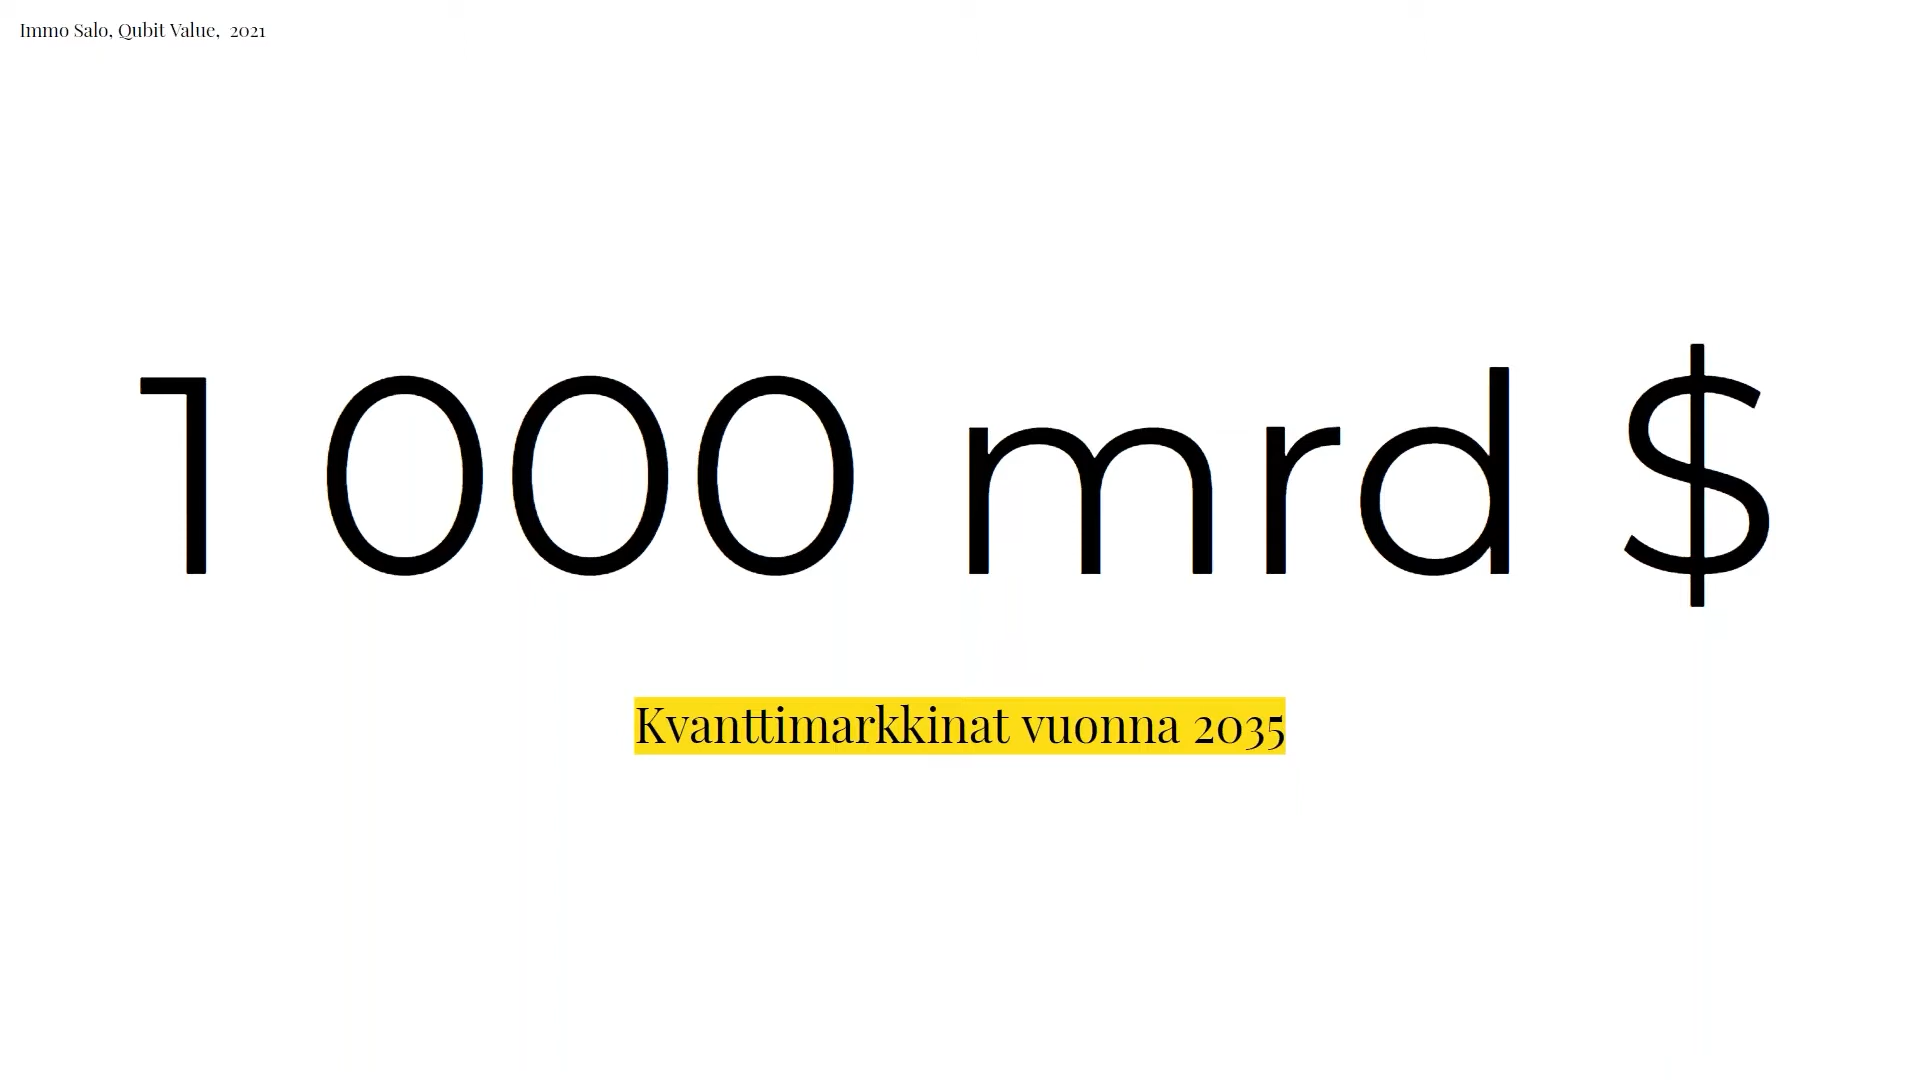 Immo Salo, Qubit Value, 2021
1 000 mrd $
Kvanttimarkkinat vuonna 2035